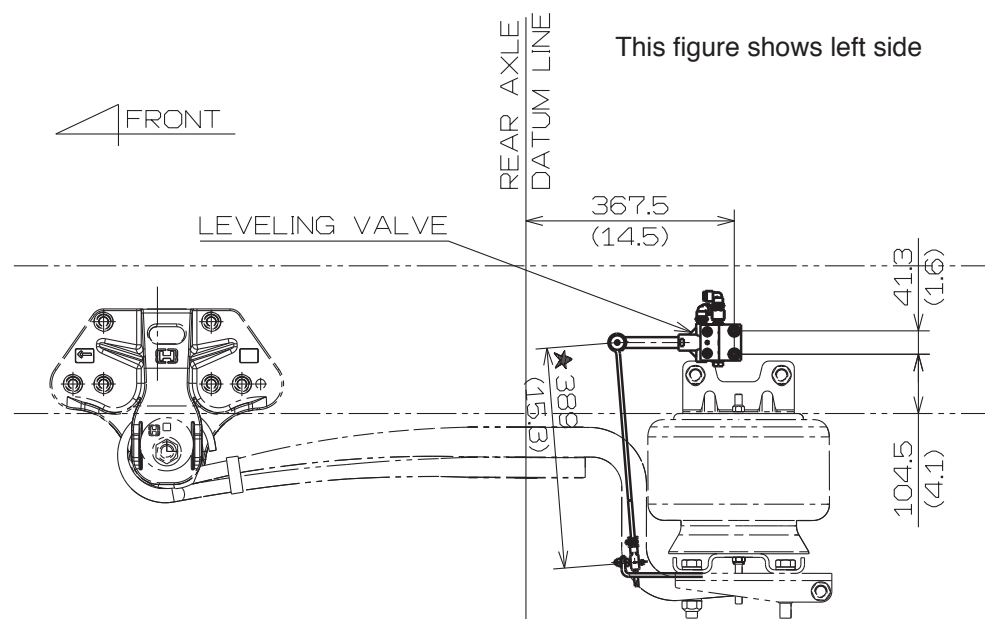 This figure shows left side
FRONT
REAR AXLE
DATUM LINE
LEVELING VALVE
367.5
(14.5)
41.3
(1.6)
★ 389
(15.3)
104.5
(4.1)